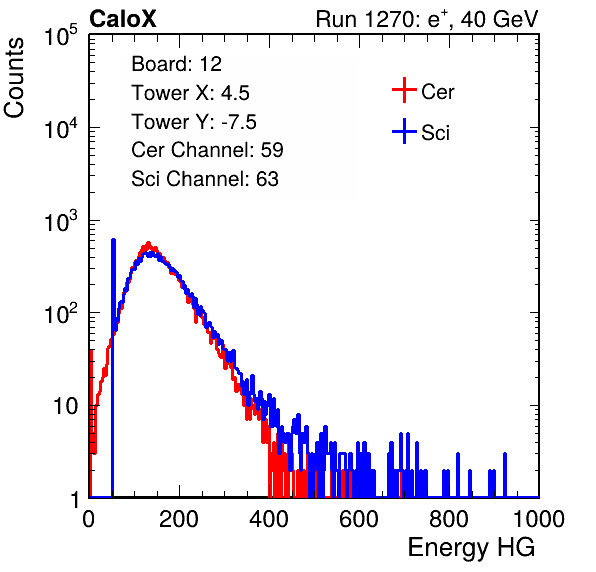 CaloX Run 1270: e⁺, 40 GeV
10⁵
Board: 12
Tower X: 4.5
Tower Y: -7.5
Cer Channel: 59
Sci Channel: 63
Cer
Sci
Counts
10⁴
10³
10²
10
1
0 200 400 600 800 1000
Energy HG